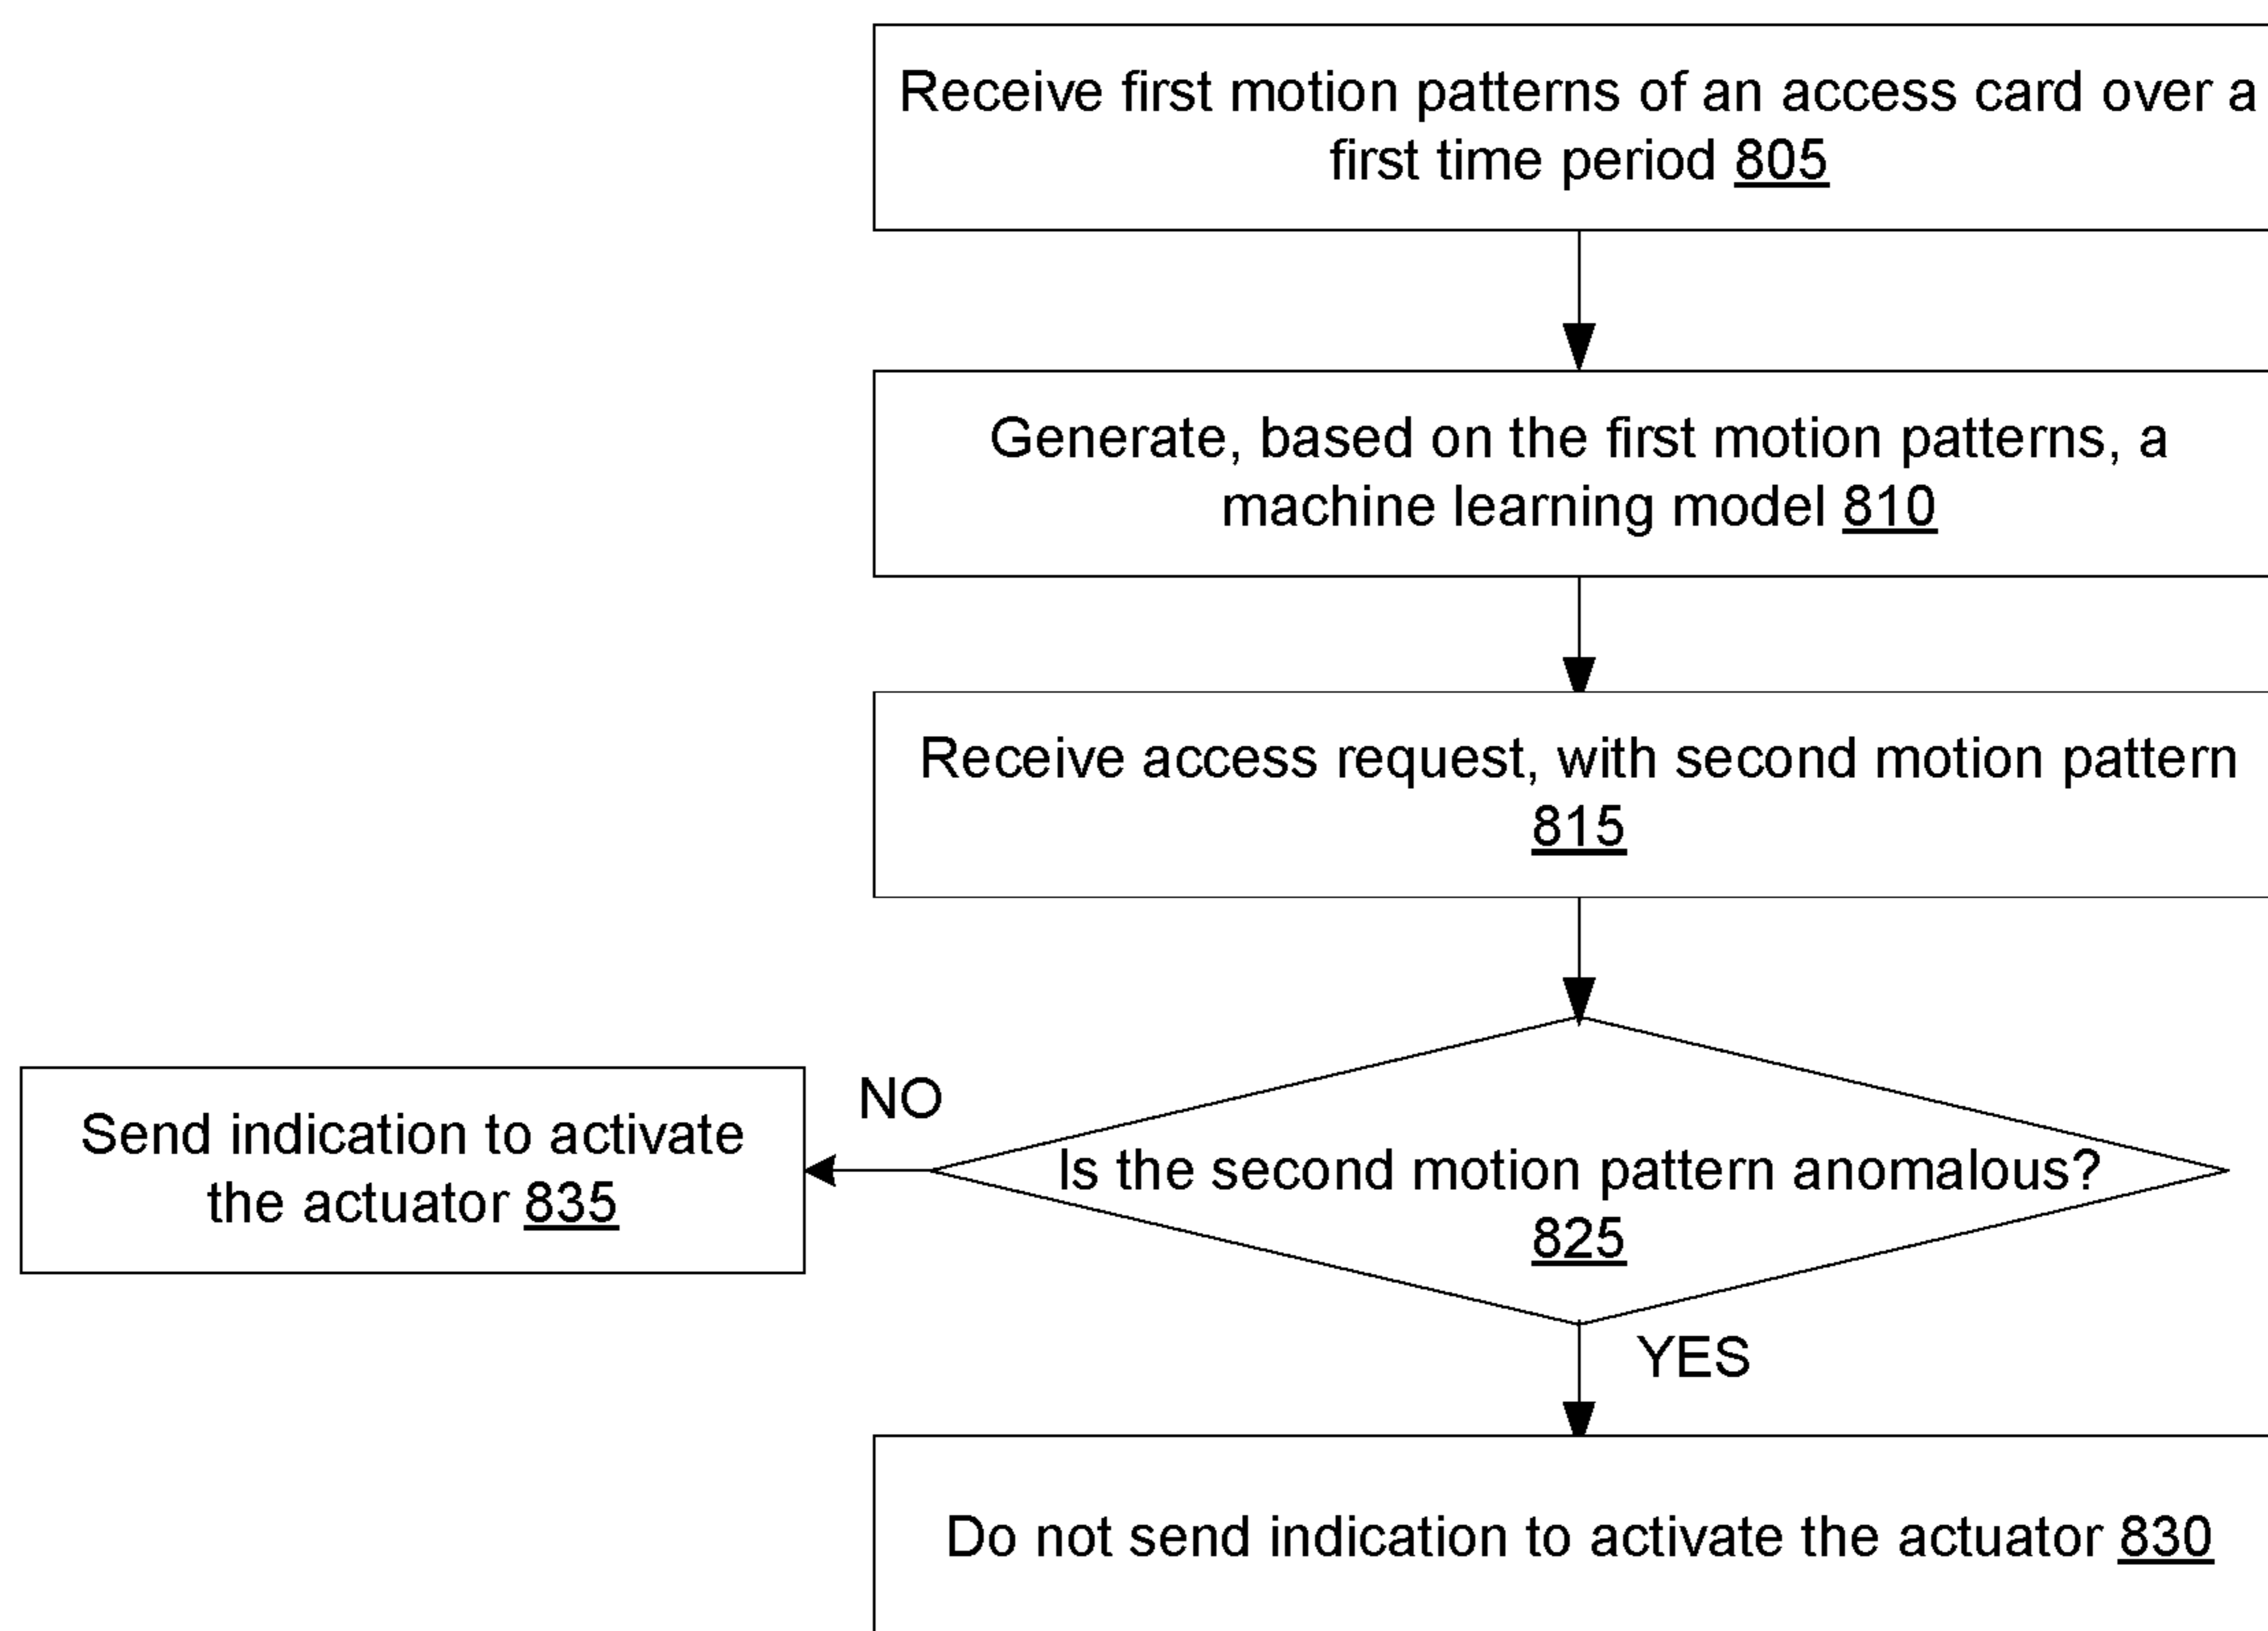 Receive first motion patterns of an access card over a
first time period 805
Generate, based on the first motion patterns, a
machine learning model 810
Receive access request, with second motion pattern
815
NO
Send indication to activate
the actuator 835
Is the second motion pattern anomalous?
825
YES
Do not send indication to activate the actuator 830